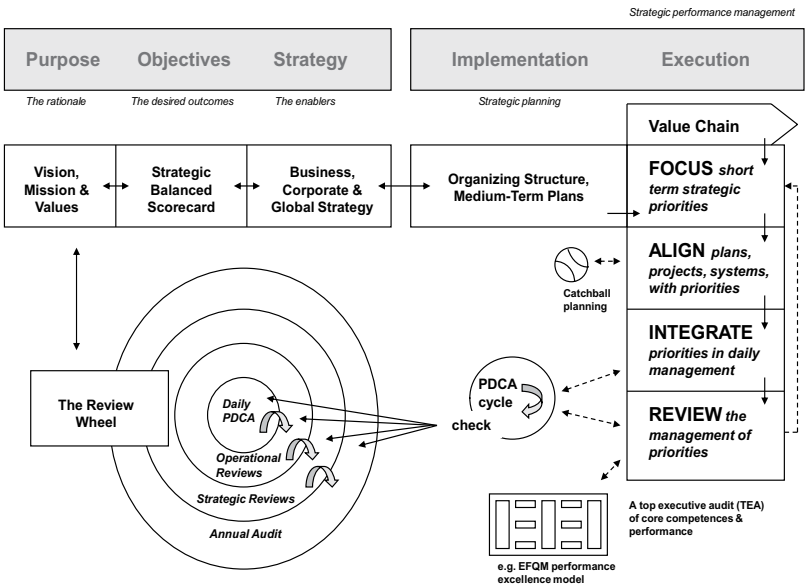 Strategic performance management
Purpose
Objectives
Strategy
Implementation
Execution
The rationale
The desired outcomes
The enablers
Strategic planning
Value Chain
Vision,
Mission &
Values
Strategic
Balanced
Scorecard
Business,
Corporate &
Global Strategy
Organizing Structure,
Medium-Term Plans
FOCUS short
term strategic
priorities
ALIGN plans,
projects, systems,
with priorities
Catchball
planning
INTEGRATE
priorities in daily
management
The Review
Wheel
Daily
PDCA
Operational
Reviews
Strategic Reviews
Annual Audit
PDCA
cycle
check
REVIEW the
management of
priorities
A top executive audit (TEA)
of core competences &
performance
e.g. EFQM performance
excellence model